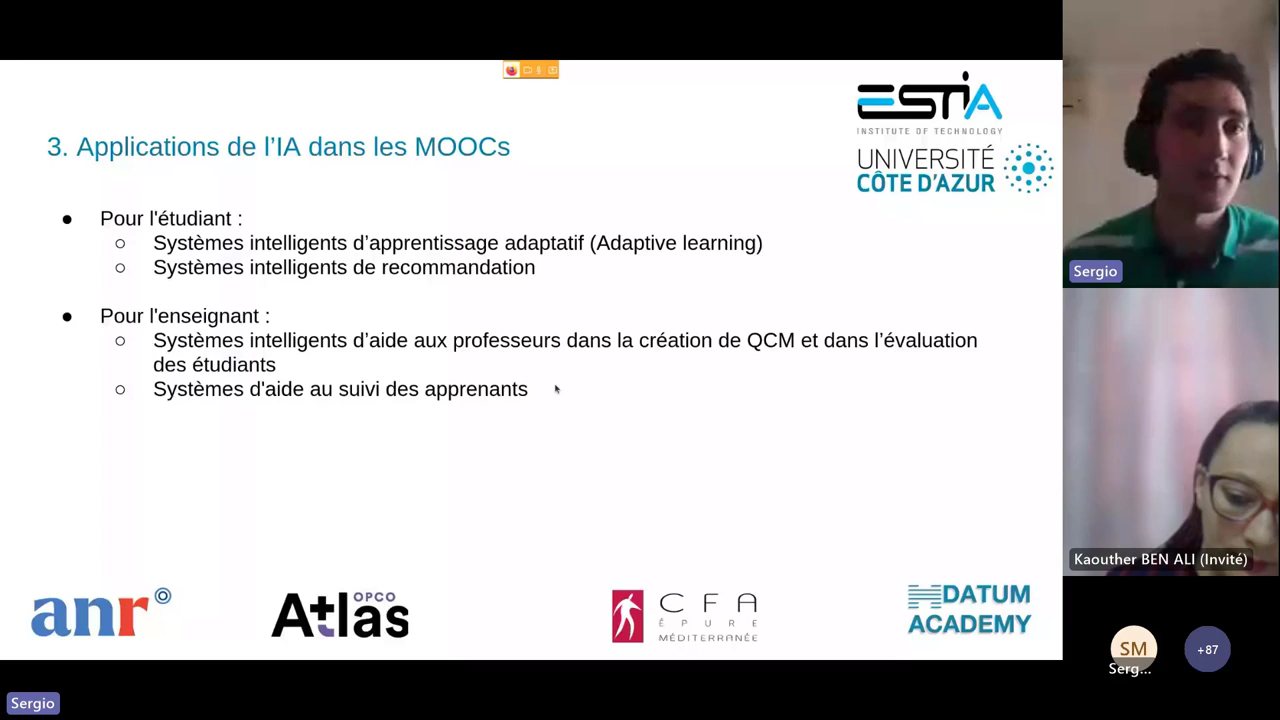 ESTIA
INSTITUTE OF TECHNOLOGY
UNIVERSITÉ
CÔTE D'AZUR
3. Applications de l’IA dans les MOOCs
● Pour l'étudiant :
○ Systèmes intelligents d’apprentissage adaptatif (Adaptive learning)
○ Systèmes intelligents de recommandation
● Pour l'enseignant :
○ Systèmes intelligents d’aide aux professeurs dans la création de QCM et dans l’évaluation
des étudiants
○ Systèmes d'aide au suivi des apprenants
anr
OPCO
Atlas
CFA
ÉPURE
MÉDITERRANÉE
DATUM
ACADEMY
Sergio
Kaouther BEN ALI (Invité)
SM
Serg...
+87
Sergio